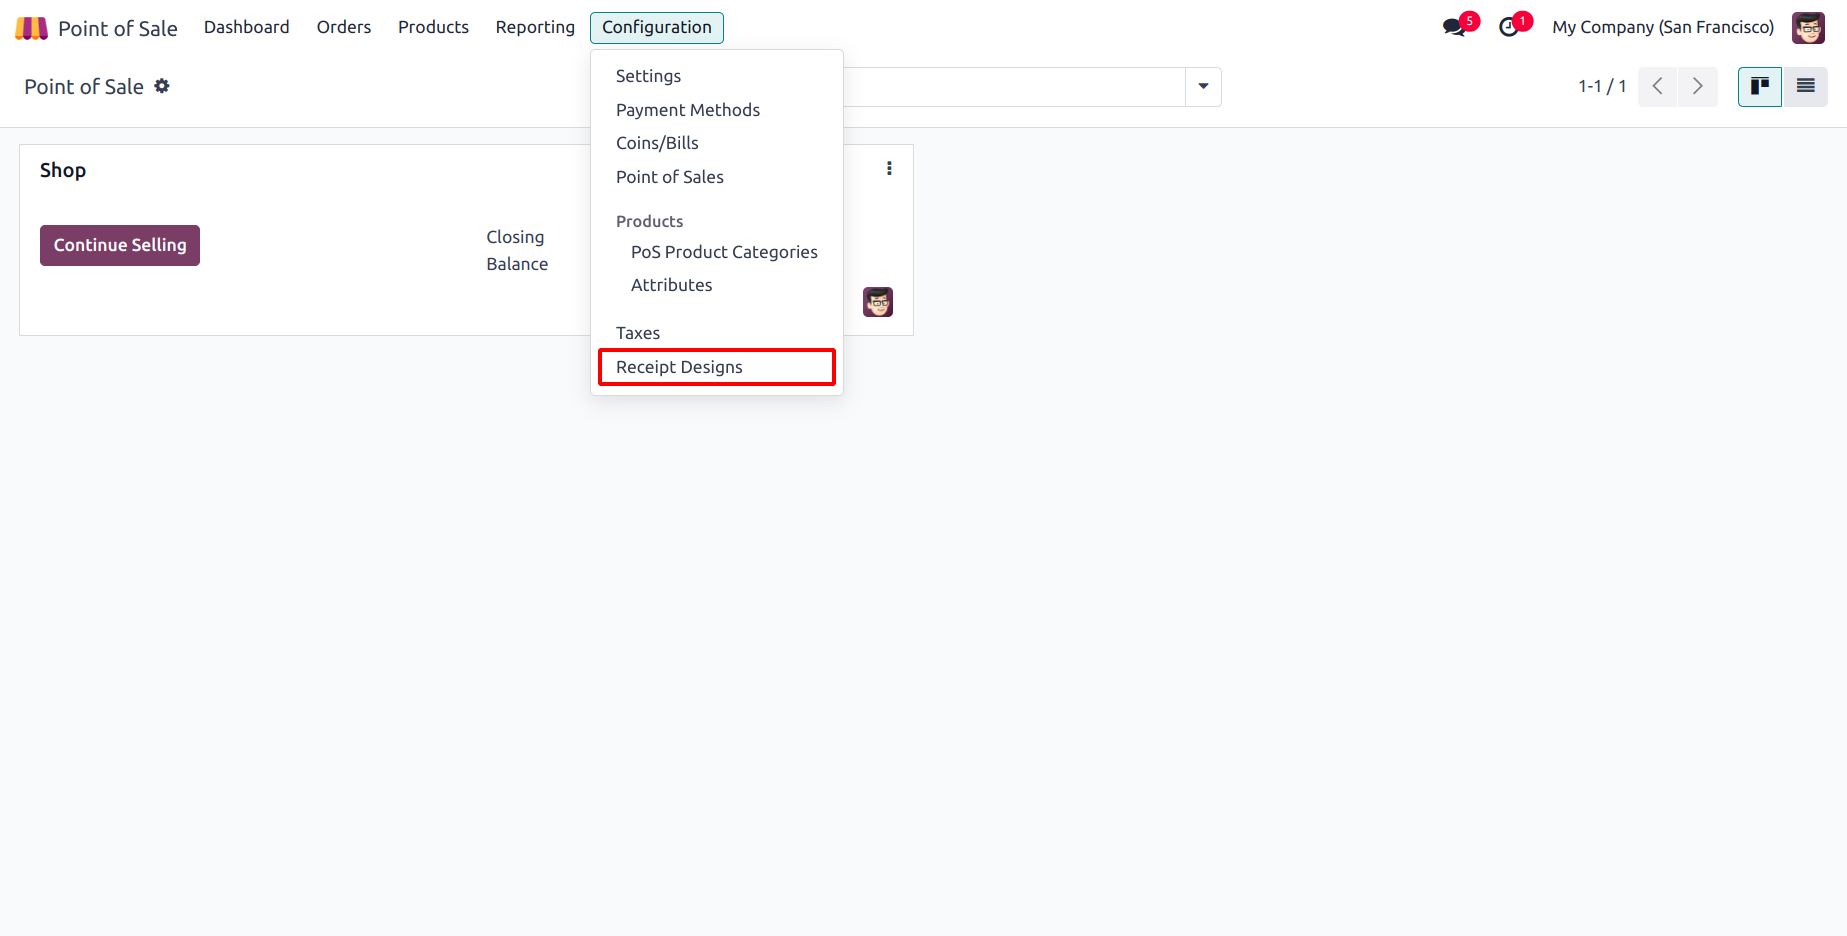 Point of Sale Dashboard Orders Products Reporting Configuration 5 1 My Company (San Francisco)
Point of Sale 1-1 / 1
Settings
Payment Methods
Coins/Bills
Point of Sales
Products
PoS Product Categories
Attributes
Taxes
Receipt Designs
Shop
Continue Selling
Closing
Balance